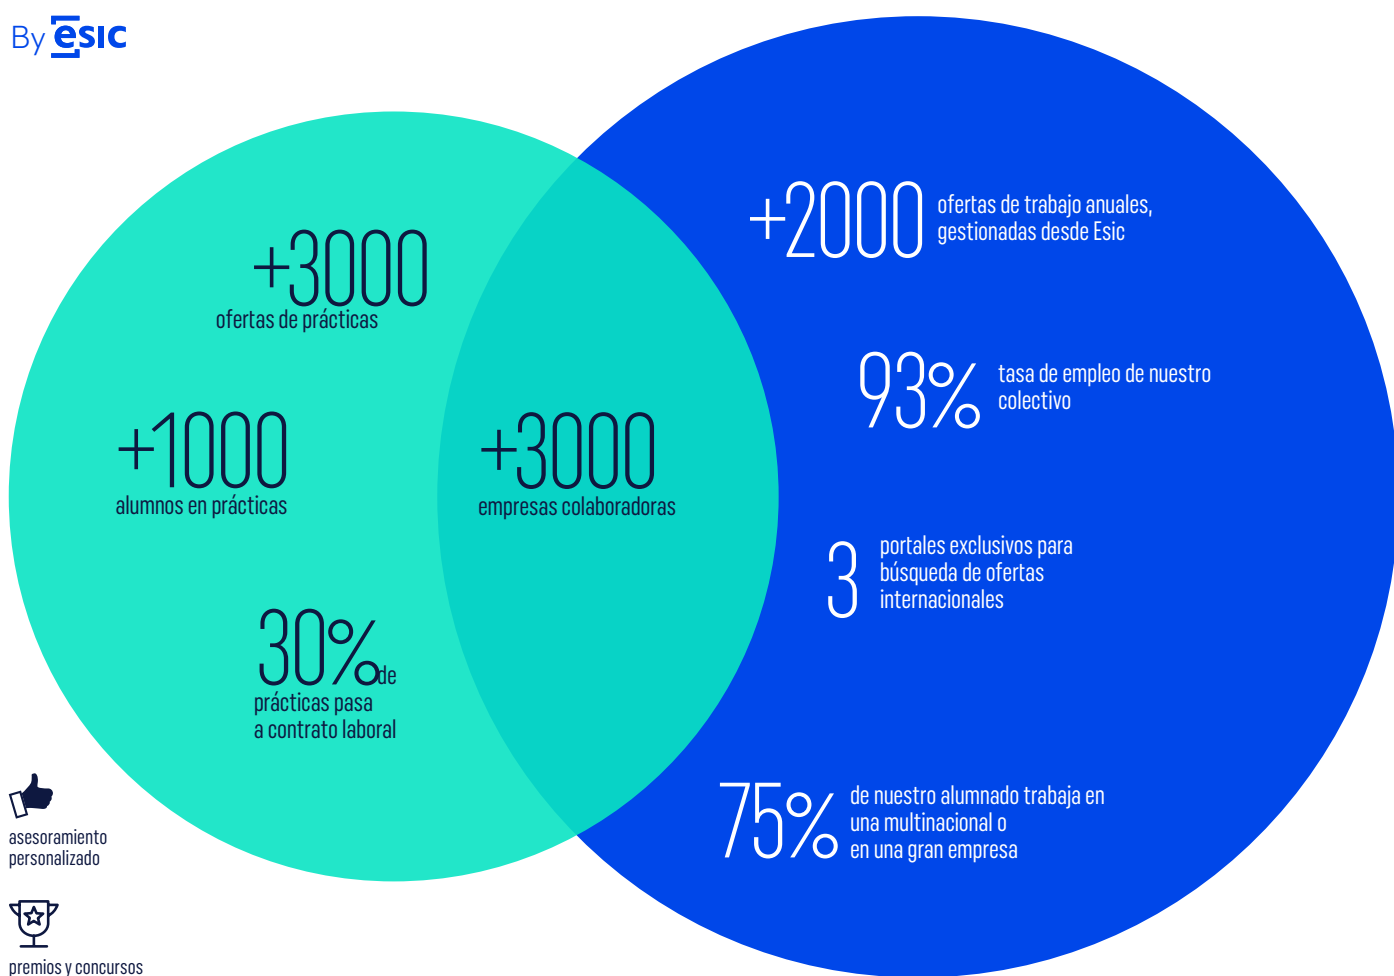 By esic
+3000
ofertas de prácticas
+1000
alumnos en prácticas
30% de
prácticas pasa
a contrato laboral
+3000
empresas colaboradoras
+2000
ofertas de trabajo anuales,
gestionadas desde Esic
93%
tasa de empleo de nuestro
colectivo
3
portales exclusivos para
búsqueda de ofertas
internacionales
75%
de nuestro alumnado trabaja en
una multinacional o
en una gran empresa
asesoramiento
personalizado
premios y concursos